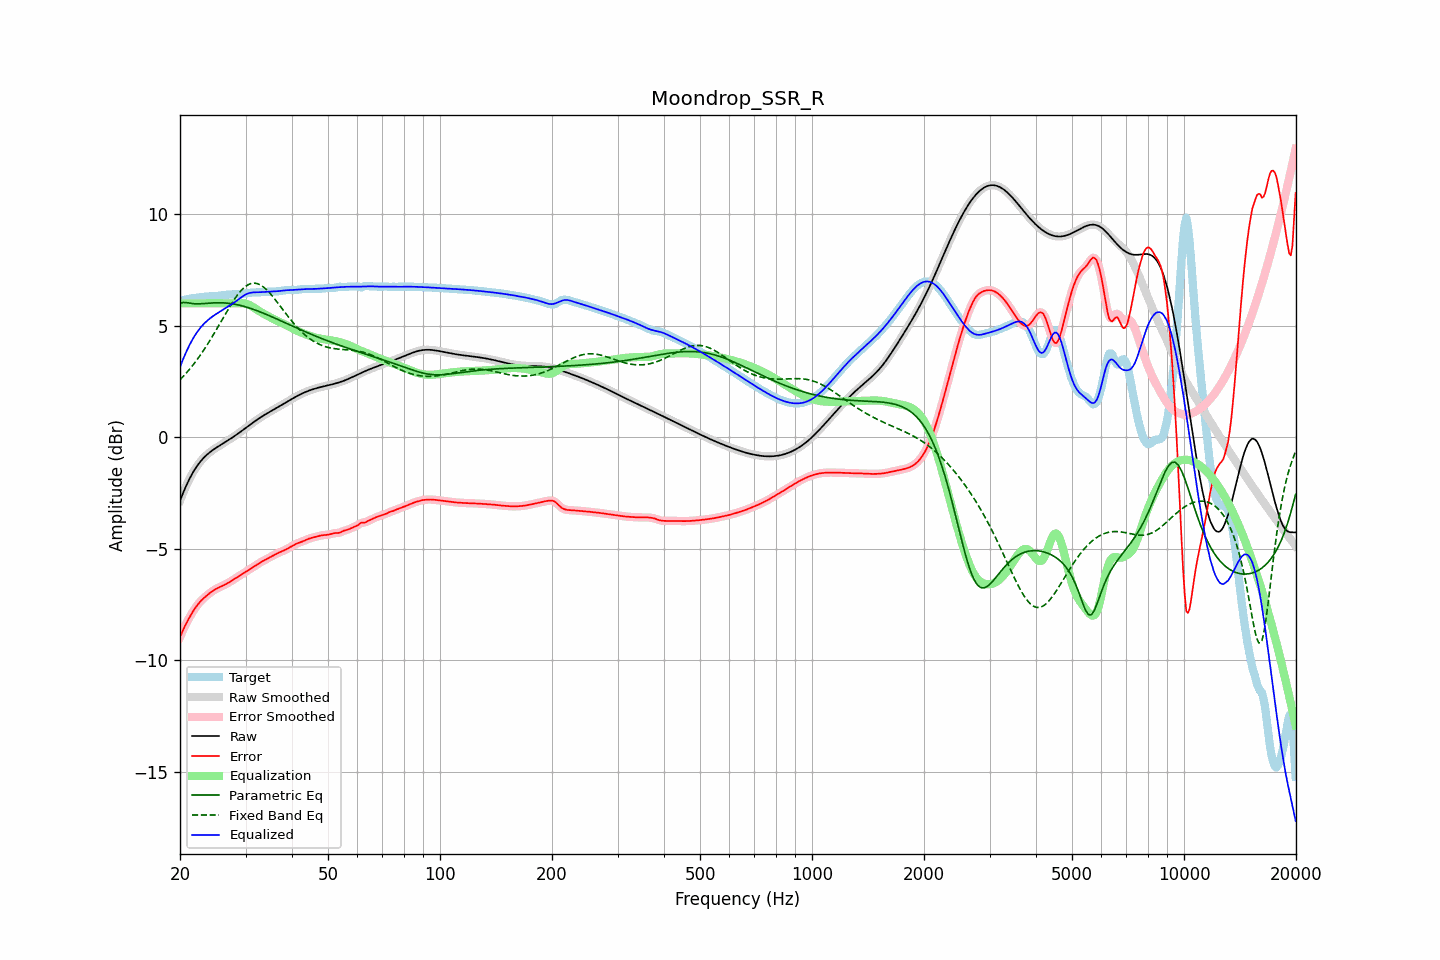 Moondrop_SSR_R
Amplitude (dBr)
10
5
0
−5
−10
−15
Target
Raw Smoothed
Error Smoothed
Raw
Error
Equalization
Parametric Eq
Fixed Band Eq
Equalized
20
50
100
200
500
1000
2000
5000
10000
20000
Frequency (Hz)